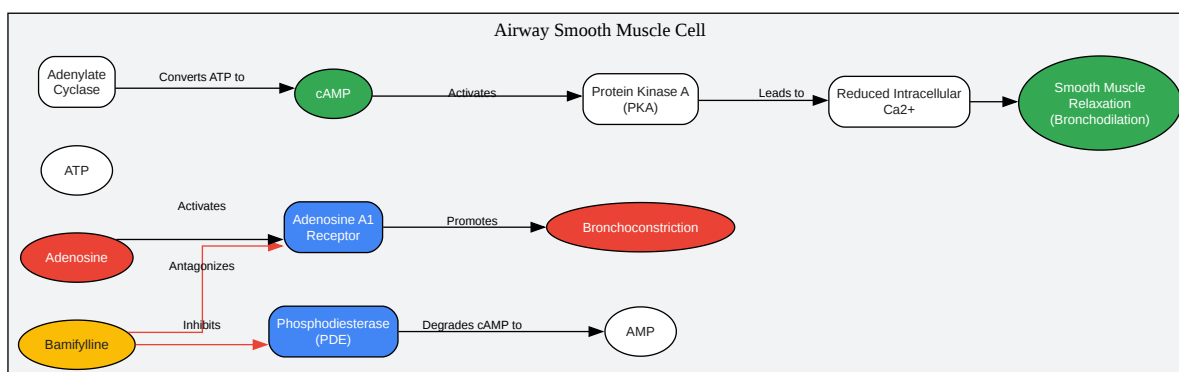 Airway Smooth Muscle Cell
Adenylate
Cyclase
Converts ATP to
cAMP
Activates
Protein Kinase A
(PKA)
Leads to
Reduced Intracellular
Ca2+
Smooth Muscle
Relaxation
(Bronchodilation)
ATP
Activates
Adenosine A1
Receptor
Promotes
Bronchoconstriction
Adenosine
Antagonizes
Inhibits
Bamifylline
Phosphodiesterase
(PDE)
Degrades cAMP to
AMP